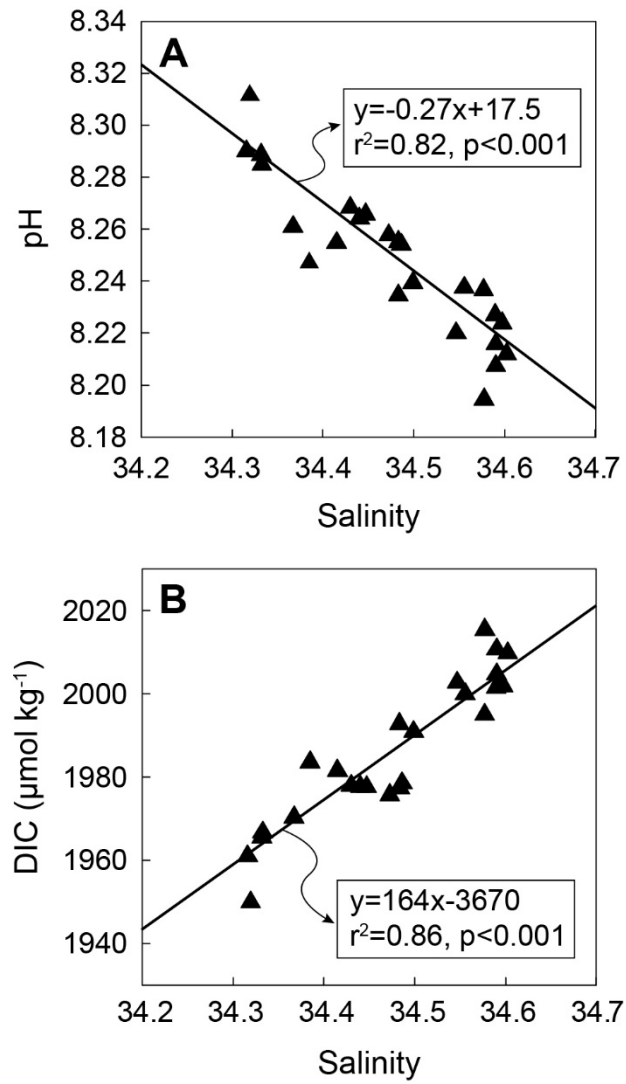 A
8.34
8.32
8.30
8.28
8.26
8.24
8.22
8.20
8.18
pH
y=-0.27x+17.5
r²=0.82, p<0.001
34.2 34.3 34.4 34.5 34.6 34.7
Salinity
B
2020
2000
1980
1960
1940
DIC (µmol kg⁻¹)
y=164x-3670
r²=0.86, p<0.001
34.2 34.3 34.4 34.5 34.6 34.7
Salinity